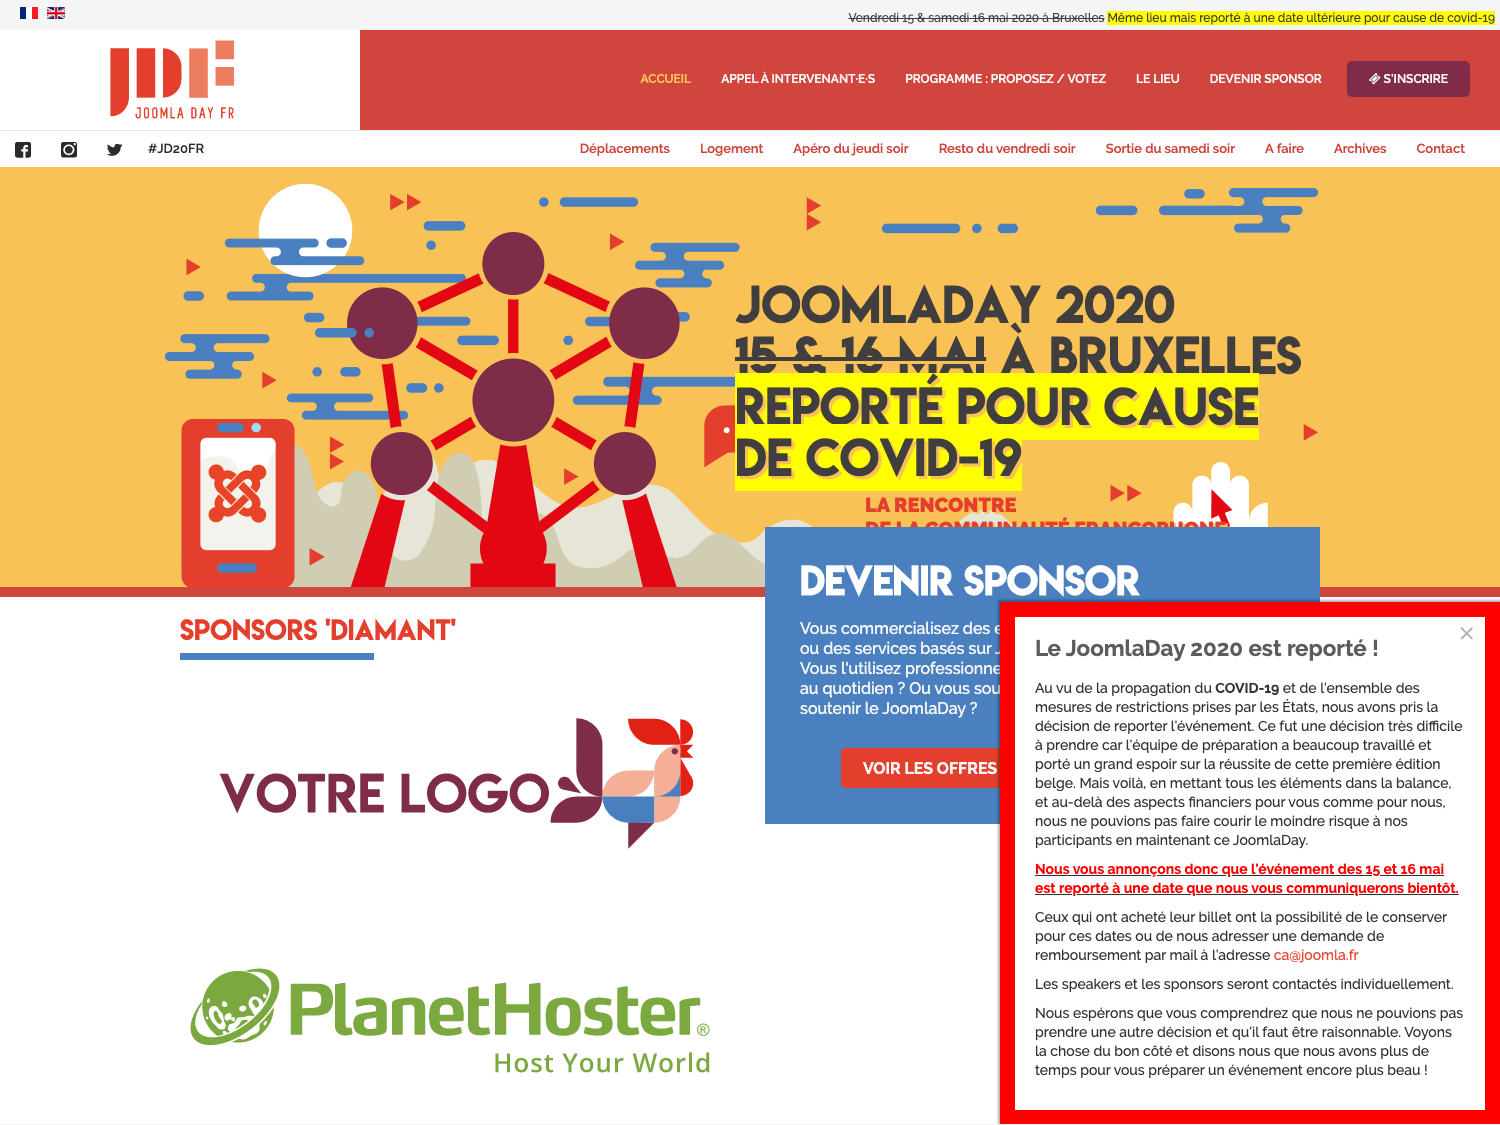 Vendredi 15 & samedi 16 mai 2020 à Bruxelles Même lieu mais reporté à une date ultérieure pour cause de covid-19
JOOMLA DAY FR
ACCUEIL APPEL À INTERVENANT·E·S PROGRAMME : PROPOSEZ / VOTEZ LE LIEU DEVENIR SPONSOR S'INSCRIRE
#JD20FR Déplacements Logement Apéro du jeudi soir Resto du vendredi soir Sortie du samedi soir A faire Archives Contact
JOOMLADAY 2020
15 & 16 MAI À BRUXELLES
REPORTÉ POUR CAUSE
DE COVID-19
LA RENCONTRE
DE LA COMMUNAUTÉ FRANCOPHONE
DEVENIR SPONSOR
Vous commercialisez des
ou des services basés sur
Vous l'utilisez
au quotidien ? Ou vous
soutenir le JoomlaDay ?
VOIR LES OFFRES
SPONSORS 'DIAMANT'
VOTRE LOGO
PlanetHoster®
Host Your World
×
Le JoomlaDay 2020 est reporté !
Au vu de la propagation du COVID-19 et de l'ensemble des
mesures de restrictions prises par les États, nous avons pris la
décision de reporter l'événement. Ce fut une décision très difficile
à prendre car l'équipe de préparation a beaucoup travaillé et
porté un grand espoir sur la réussite de cette première édition
belge. Mais voilà, en mettant tous les éléments dans la balance,
et au-delà des aspects financiers pour vous comme pour nous,
nous ne pouvions pas faire courir le moindre risque à nos
participants en maintenant ce JoomlaDay.
Nous vous annonçons donc que l'événement des 15 et 16 mai
est reporté à une date que nous vous communiquerons bientôt.
Ceux qui ont acheté leur billet ont la possibilité de le conserver
pour ces dates ou de nous adresser une demande de
remboursement par mail à l'adresse ca@joomla.fr
Les speakers et les sponsors seront contactés individuellement.
Nous espérons que vous comprendrez que nous ne pouvions pas
prendre une autre décision et qu'il faut être raisonnable. Voyons
la chose du bon côté et disons nous que nous avons plus de
temps pour vous préparer un événement encore plus beau !